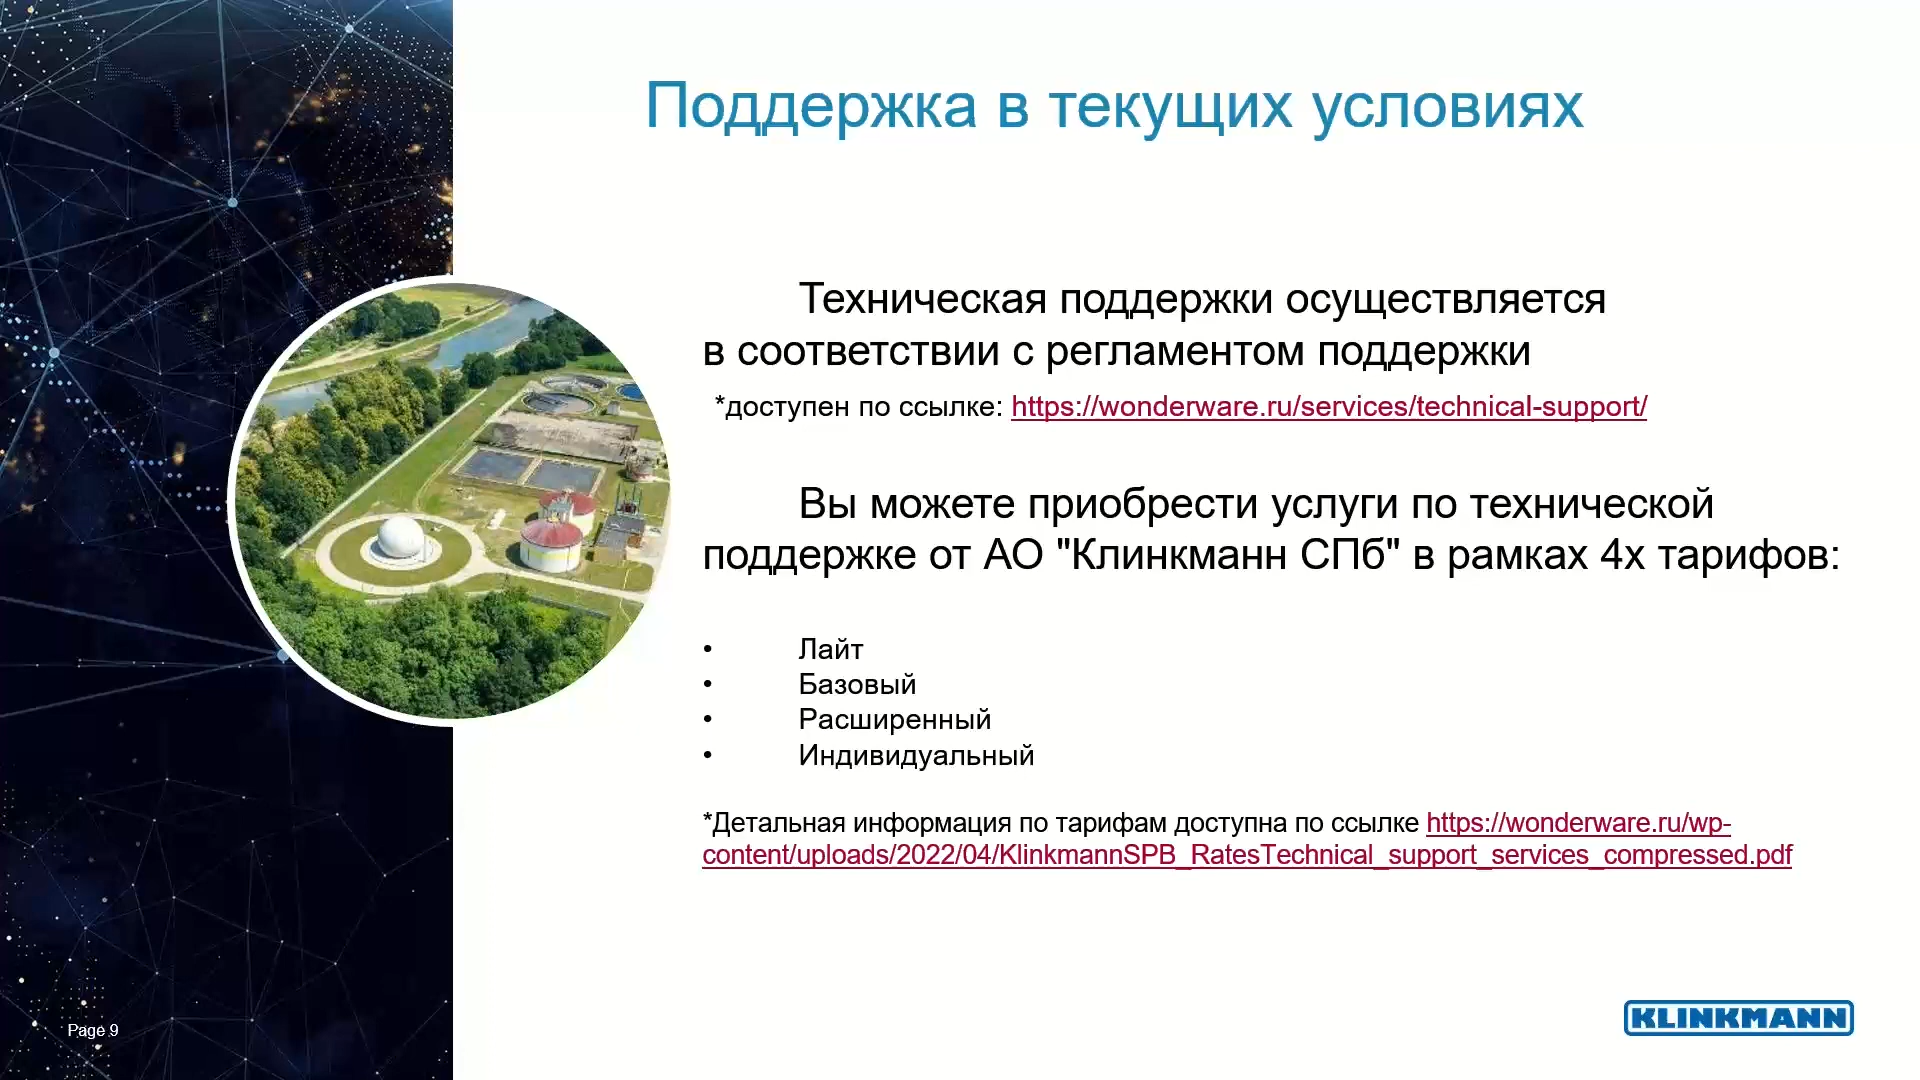 Поддержка в текущих условиях
Техническая поддержки осуществляется
в соответствии с регламентом поддержки
*доступен по ссылке: https://wonderware.ru/services/technical-support/
Вы можете приобрести услуги по технической
поддержке от АО "Клинкманн СПб" в рамках 4х тарифов:
• Лайт
• Базовый
• Расширенный
• Индивидуальный
*Детальная информация по тарифам доступна по ссылке https://wonderware.ru/wp-
content/uploads/2022/04/KlinkmannSPB_RatesTechnical_support_services_compressed.pdf
Page 9
KLINKMANN